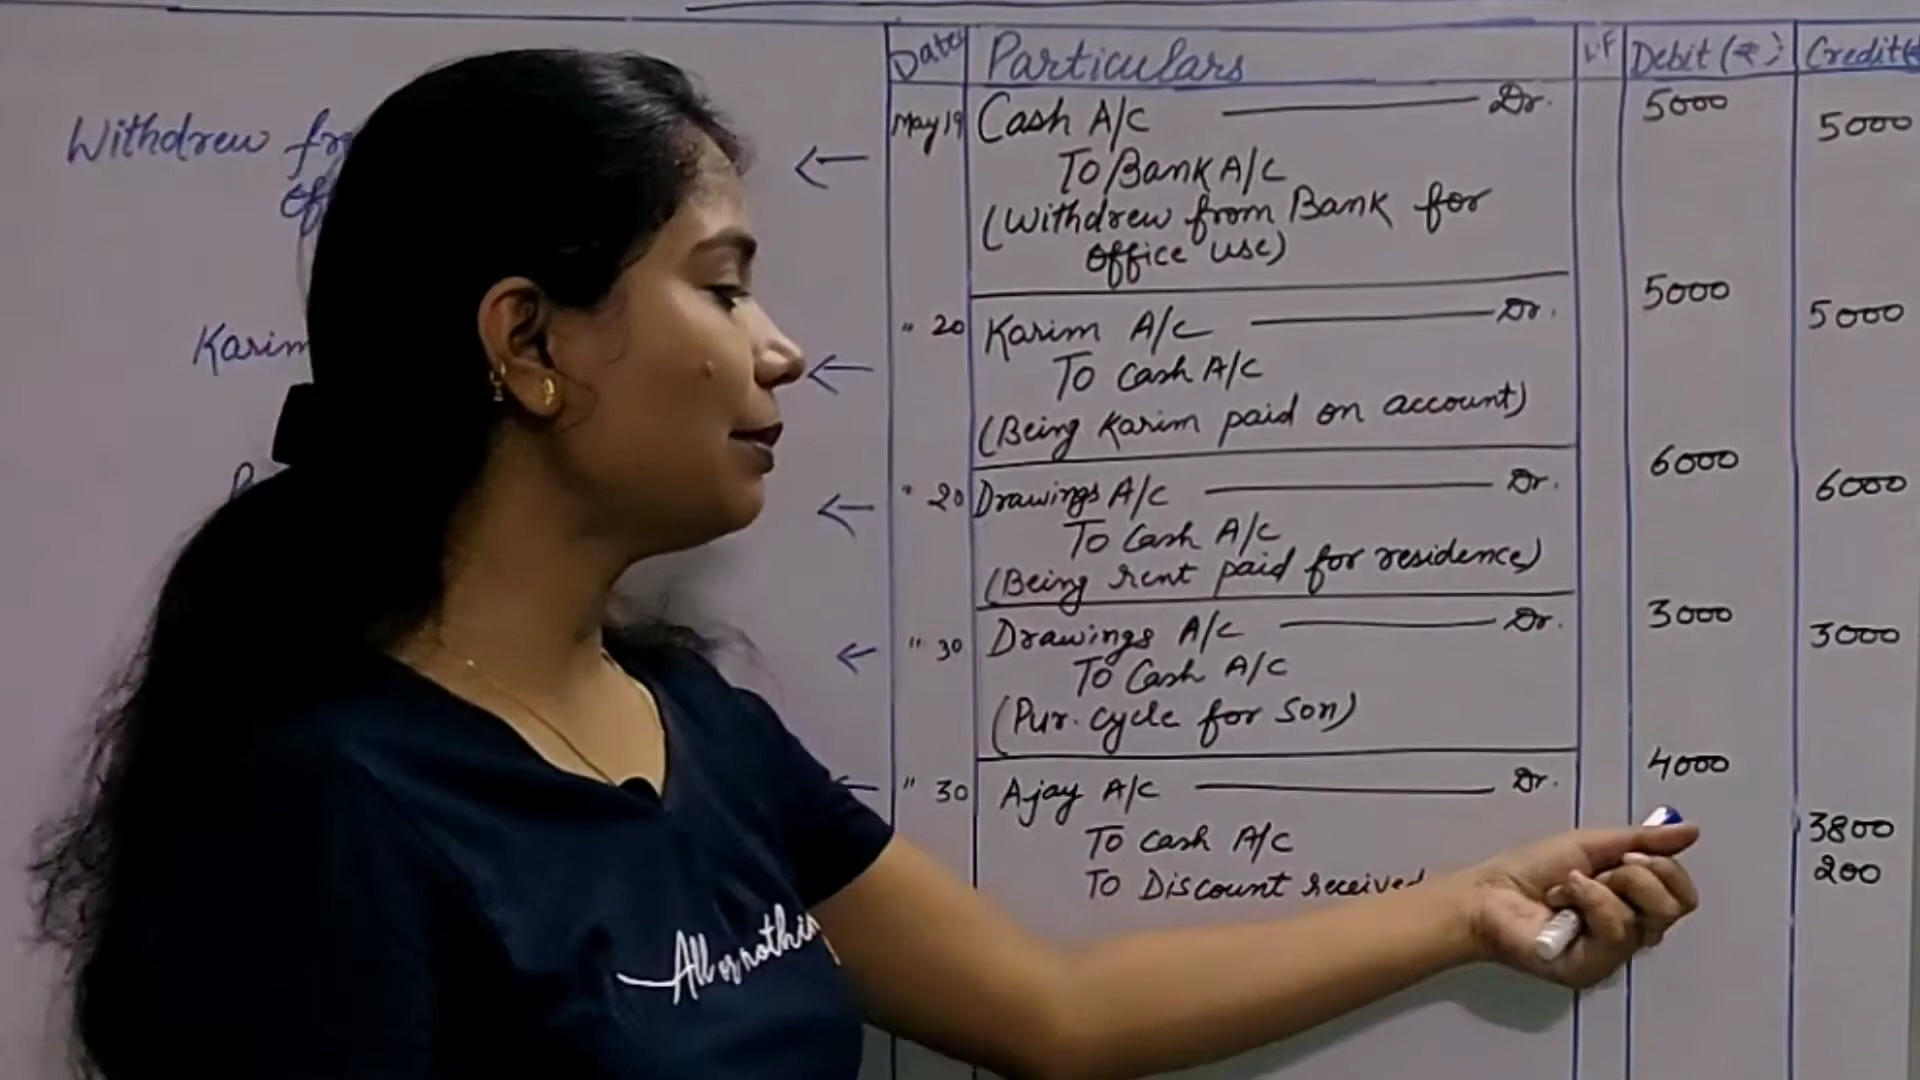 Date Particulars L.F Debit (₹) Credit(
May 19 Cash A/C Dr. 5000
To Bank A/C 5000
(Withdrew from Bank for
office use)
" 20 Karim A/C Dr. 5000
To Cash A/C 5000
(Being Karim paid on account)
" 20 Drawings A/C Dr. 6000
To Cash A/C 6000
(Being rent paid for residence)
" 30 Drawings A/C Dr. 3000
To Cash A/C 3000
(Pur. cycle for Son)
" 30 Ajay A/C Dr. 4000
To Cash A/C 3800
To Discount received 200
Withdrew
Karim
All or nothing